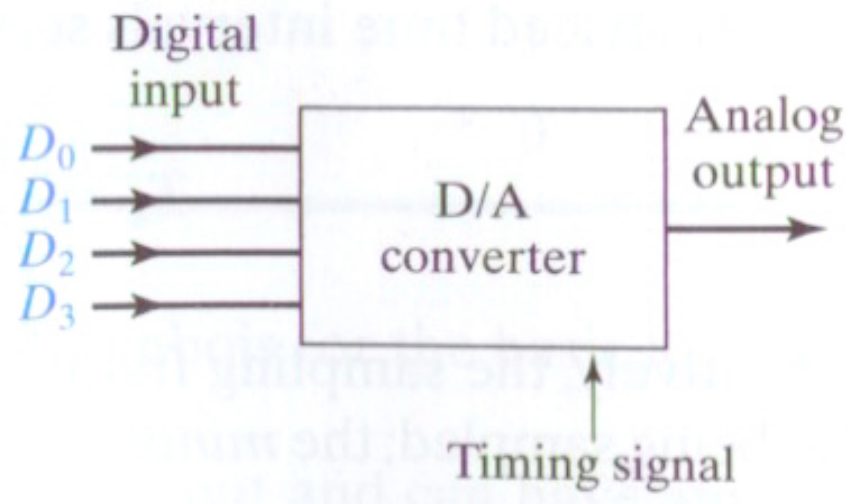 Digital
input
D₀
D₁
D₂
D₃
D/A
converter
Analog
output
Timing signal